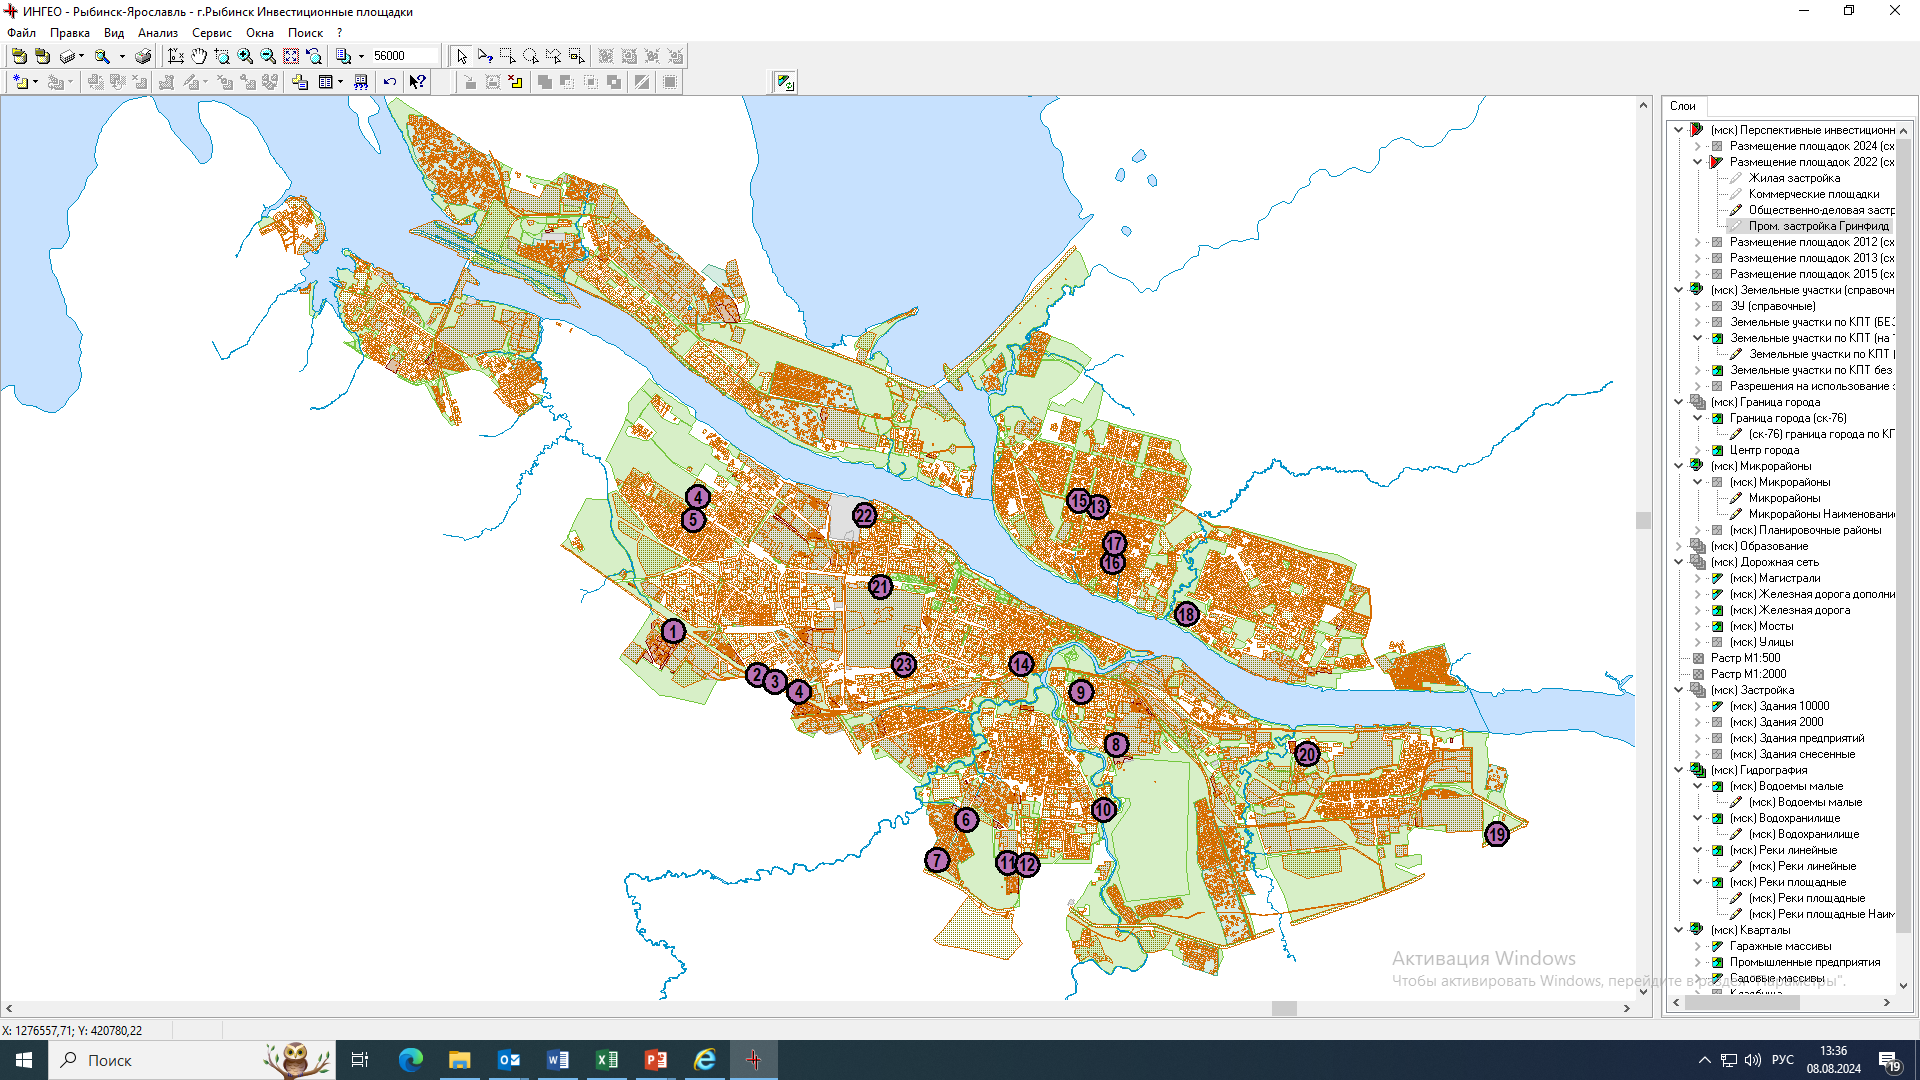 ИНГЕО - Рыбинск-Ярославль - г.Рыбинск Инвестиционные площадки
Файл Правка Вид Анализ Сервис Окна Поиск ?
56000
Слои
(мск) Перспективные инвестиционн
Размещение площадок 2024 (сх
Размещение площадок 2022 (сх
Жилая застройка
Коммерческие площадки
Общественно-деловая застр
Пром. застройка Гринфилд
Размещение площадок 2012 (сх
Размещение площадок 2013 (сх
Размещение площадок 2015 (сх
(мск) Земельные участки (справочн
ЗУ (справочные)
Земельные участки по КПТ (БЕЗ
Земельные участки по КПТ (на
Земельные участки по КПТ
Земельные участки по КПТ без
Разрешения на использование
(мск) Граница города
Граница города (ск-76)
(ск-76) граница города по КГ
Центр города
(мск) Микрорайоны
(мск) Микрорайоны
Микрорайоны
Микрорайоны Наименование
(мск) Планировочные районы
(мск) Образование
(мск) Дорожная сеть
(мск) Магистрали
(мск) Железная дорога дополни
(мск) Железная дорога
(мск) Мосты
(мск) Улицы
Растр М1:500
Растр М1:2000
(мск) Застройка
(мск) Здания 10000
(мск) Здания 2000
(мск) Здания предприятий
(мск) Здания снесенные
(мск) Гидрография
(мск) Водоемы малые
(мск) Водоемы малые
(мск) Водохранилище
(мск) Водохранилище
(мск) Реки линейные
(мск) Реки линейные
(мск) Реки площадные
(мск) Реки площадные
(мск) Реки площадные Наим
(мск) Кварталы
Гаражные массивы
Промышленные предприятия
Садовые массивы
4
5
22
15
13
17
16
21
18
1
23
14
2
3
4
9
8
20
10
6
19
7
11
12
Активация Windows
Чтобы активировать Windows, перейдите в раздел "Параметры".
X: 1276557,71; Y: 420780,22
Поиск
РУС
13:36
08.08.2024
19